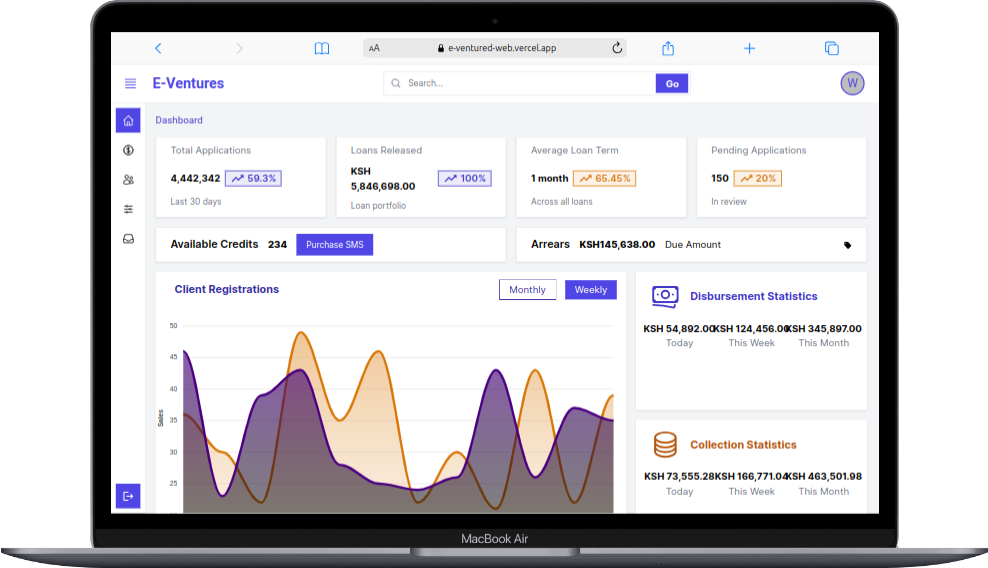 AA e-ventured-web.vercel.app
E-Ventures Search... Go W
Dashboard
Total Applications
4,442,342 59.3%
Last 30 days
Loans Released
KSH
5,846,698.00 100%
Loan portfolio
Average Loan Term
1 month 65.45%
Across all loans
Pending Applications
150 20%
In review
Available Credits 234 Purchase SMS
Arrears KSH145,638.00 Due Amount
Client Registrations Monthly Weekly
50
45
40
35
30
25
Sales
Disbursement Statistics
KSH 54,892.00 KSH 124,456.00 KSH 345,897.00
Today This Week This Month
Collection Statistics
KSH 73,555.28 KSH 166,771.04 KSH 463,501.98
Today This Week This Month
MacBook Air